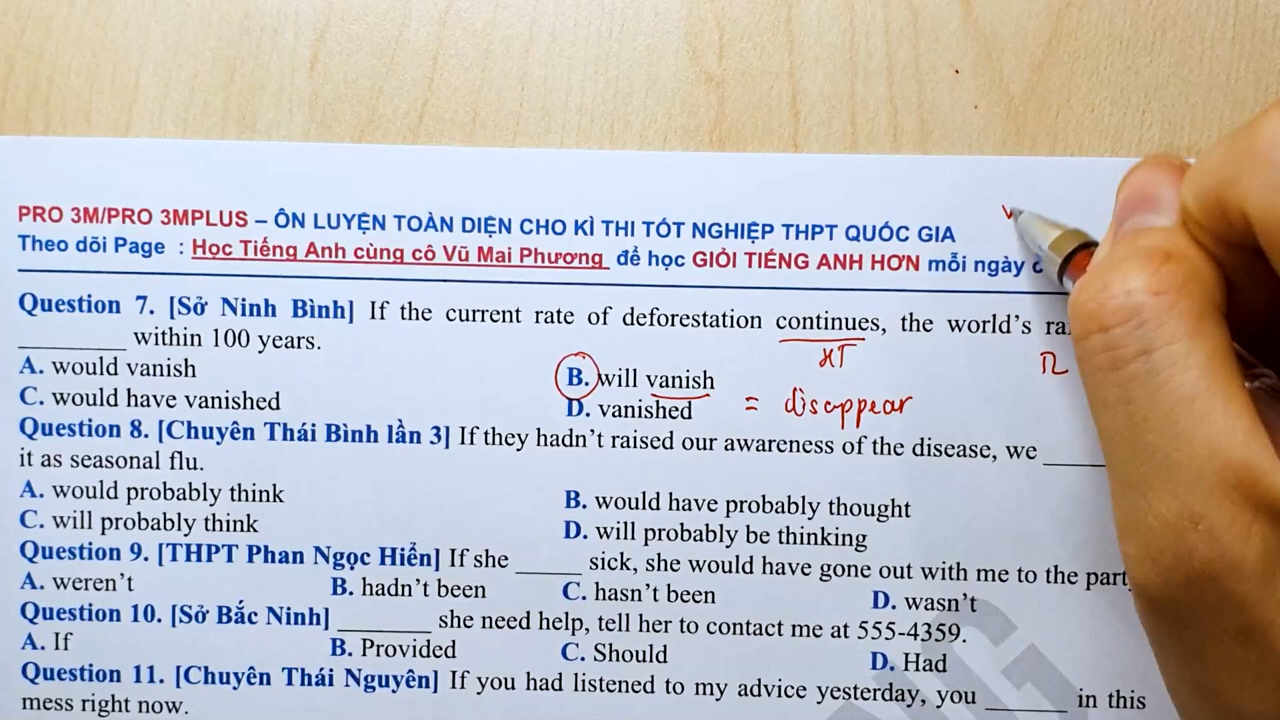 PRO 3M/PRO 3MPLUS – ÔN LUYỆN TOÀN DIỆN CHO KÌ THI TỐT NGHIỆP THPT QUỐC GIA
Theo dõi Page : Học Tiếng Anh cùng cô Vũ Mai Phương để học GIỎI TIẾNG ANH HƠN mỗi ngày
Question 7. [Sở Ninh Bình] If the current rate of deforestation continues, the world's
________ within 100 years.
HT
A. would vanish B. will vanish
= disappear
C. would have vanished D. vanished
Question 8. [Chuyên Thái Bình lần 3] If they hadn't raised our awareness of the disease, we _____
it as seasonal flu.
A. would probably think B. would have probably thought
C. will probably think D. will probably be thinking
Question 9. [THPT Phan Ngọc Hiển] If she _____ sick, she would have gone out with me to the party
A. weren't B. hadn't been C. hasn't been D. wasn't
Question 10. [Sở Bắc Ninh] _______ she need help, tell her to contact me at 555-4359.
A. If B. Provided C. Should D. Had
Question 11. [Chuyên Thái Nguyên] If you had listened to my advice yesterday, you ______ in this
mess right now.